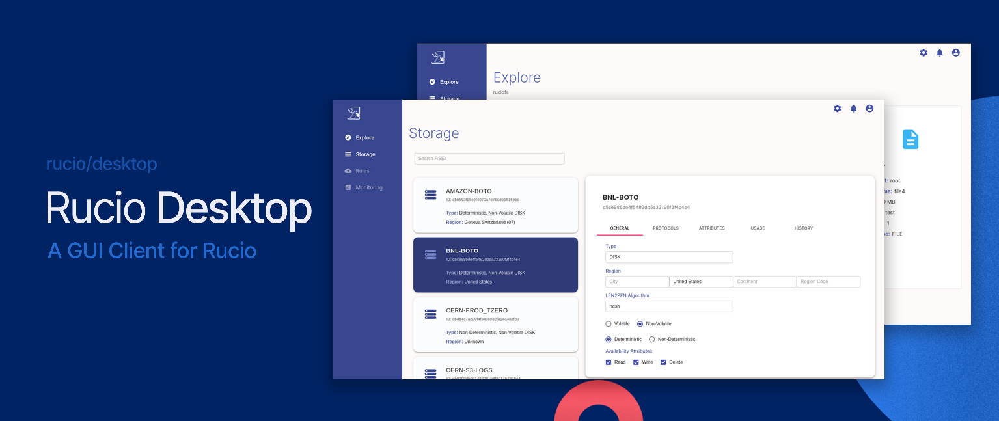 rucio/desktop
Rucio Desktop
A GUI Client for Rucio
Explore
Storage
Explore
ruciofs
root
file4
MB
test
1
FILE
Explore
Storage
Rules
Monitoring
Storage
Search RSEs
AMAZON-BOTO
ID: a55593fb5e6f4070a7e76dd65ff16eed
Type: Deterministic, Non-Volatile DISK
Region: Geneva Switzerland (07)
BNL-BOTO
ID: d5ce986de4f5492db5a33190f3f4c4e4
Type: Deterministic, Non-Volatile DISK
Region: United States
CERN-PROD_TZERO
ID: 86db4c7ae00f4f849ce32fa14a48afb0
Type: Non-Deterministic, Non-Volatile DISK
Region: Unknown
CERN-S3-LOGS
BNL-BOTO
d5ce986de4f5492db5a33190f3f4c4e4
GENERAL PROTOCOLS ATTRIBUTES USAGE HISTORY
Type
DISK
Region
City United States Continent Region Code
LFN2PFN Algorithm
hash
Volatile Non-Volatile
Deterministic Non-Deterministic
Availability Attributes
Read Write Delete